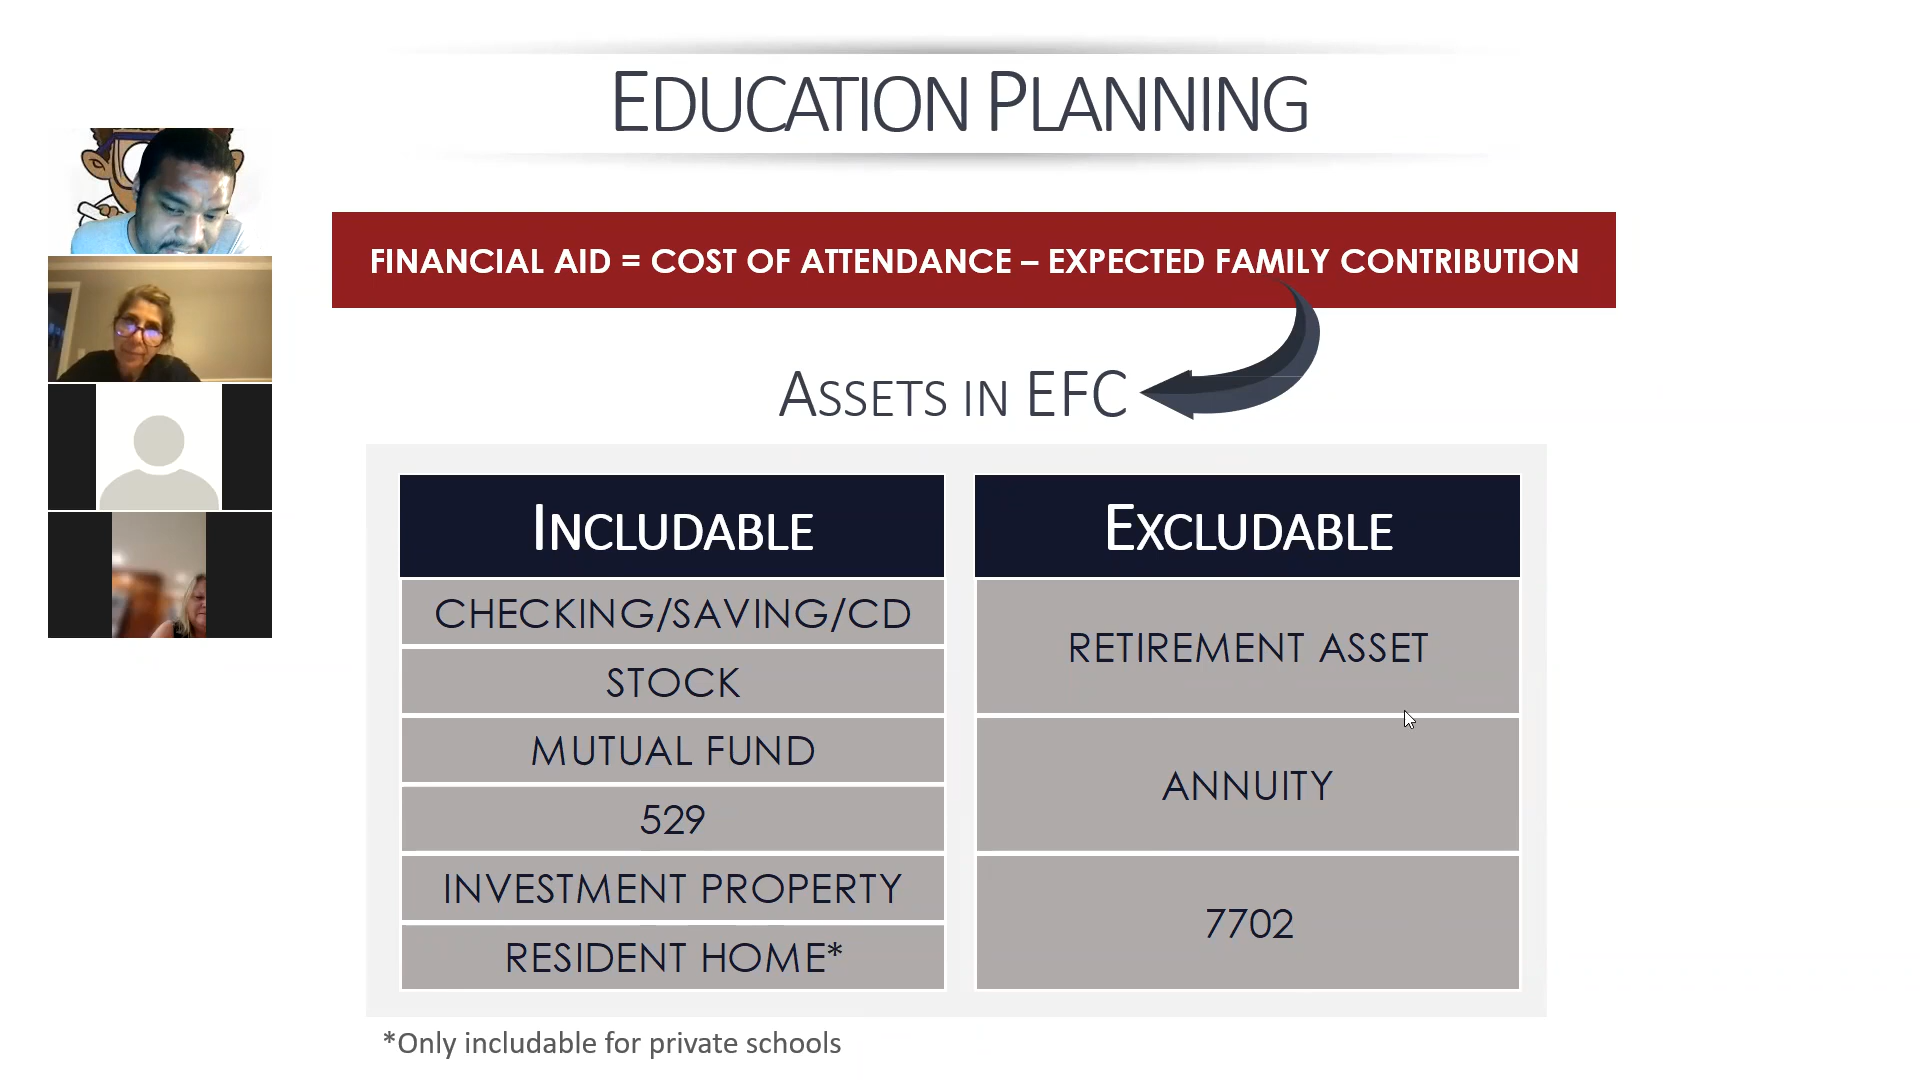 EDUCATION PLANNING
FINANCIAL AID = COST OF ATTENDANCE – EXPECTED FAMILY CONTRIBUTION
ASSETS IN EFC
INCLUDABLE
CHECKING/SAVING/CD
STOCK
MUTUAL FUND
529
INVESTMENT PROPERTY
RESIDENT HOME*
EXCLUDABLE
RETIREMENT ASSET
ANNUITY
7702
*Only includable for private schools